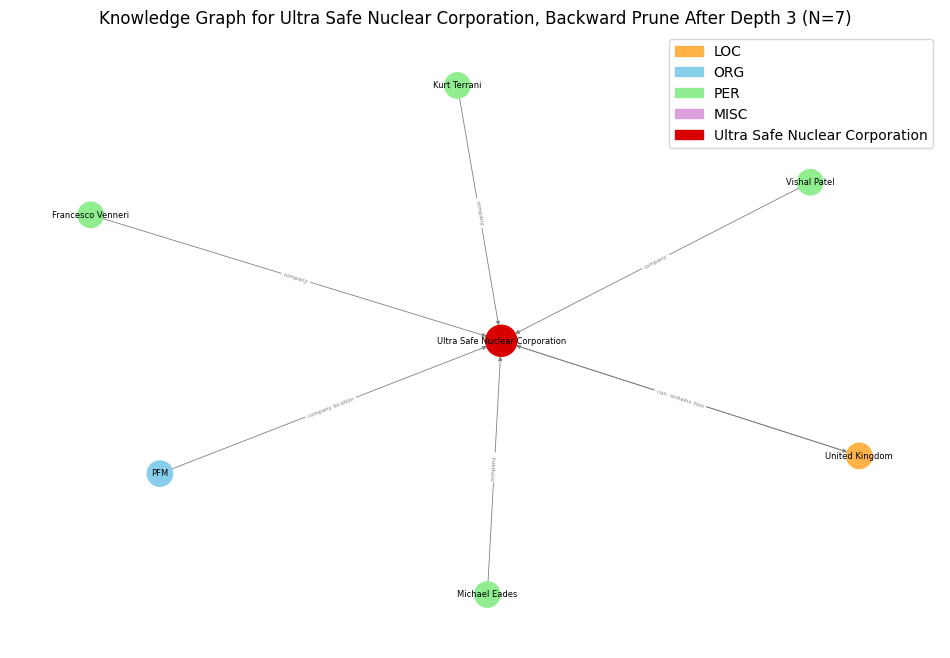 Knowledge Graph for Ultra Safe Nuclear Corporation, Backward Prune After Depth 3 (N=7)
LOC
ORG
PER
MISC
Ultra Safe Nuclear Corporation
Kurt Terrani
Vishal Patel
Francesco Venneri
company
company
company
Ultra Safe Nuclear Corporation
contains
company location
United Kingdom
PFM
company
Michael Eades